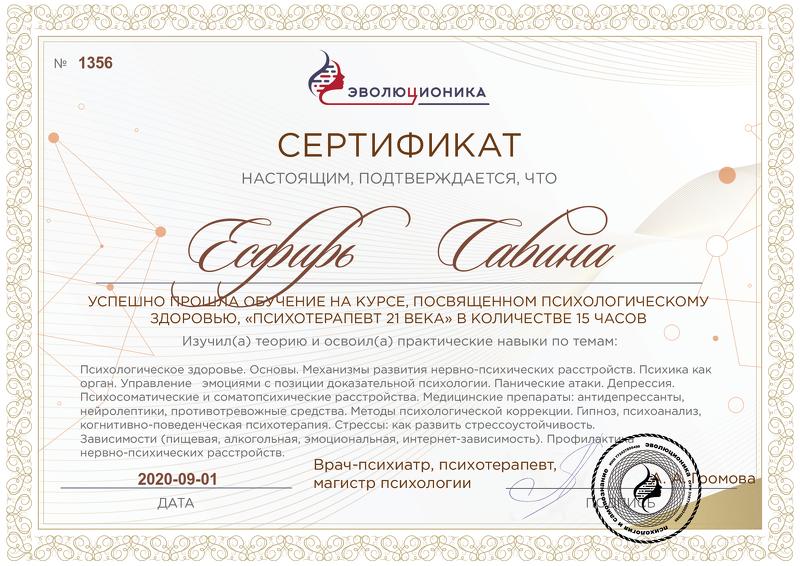 № 1356
ЭВОЛЮЦИОНИКА
СЕРТИФИКАТ
НАСТОЯЩИМ, ПОДТВЕРЖДАЕТСЯ, ЧТО
Есфирь Савина
УСПЕШНО ПРОШЛА ОБУЧЕНИЕ НА КУРСЕ, ПОСВЯЩЕННОМ ПСИХОЛОГИЧЕСКОМУ
ЗДОРОВЬЮ, «ПСИХОТЕРАПЕВТ 21 ВЕКА» В КОЛИЧЕСТВЕ 15 ЧАСОВ
Изучил(а) теорию и освоил(а) практические навыки по темам:
Психологическое здоровье. Основы. Механизмы развития нервно-психических расстройств. Психика как
орган. Управление эмоциями с позиции доказательной психологии. Панические атаки. Депрессия.
Психосоматические и соматопсихические расстройства. Медицинские препараты: антидепрессанты,
нейролептики, противотревожные средства. Методы психологической коррекции. Гипноз, психоанализ,
когнитивно-поведенческая психотерапия. Стрессы: как развить стрессоустойчивость.
Зависимости (пищевая, алкогольная, эмоциональная, интернет-зависимость). Профилактика
нервно-психических расстройств.
Врач-психиатр, психотерапевт,
магистр психологии
2020-09-01
А. А. Громова
ДАТА
ПОДПИСЬ
ЭВОЛЮЦИОНИКА
ПСИХОЛОГИЯ И САМОПОЗНАНИЕ